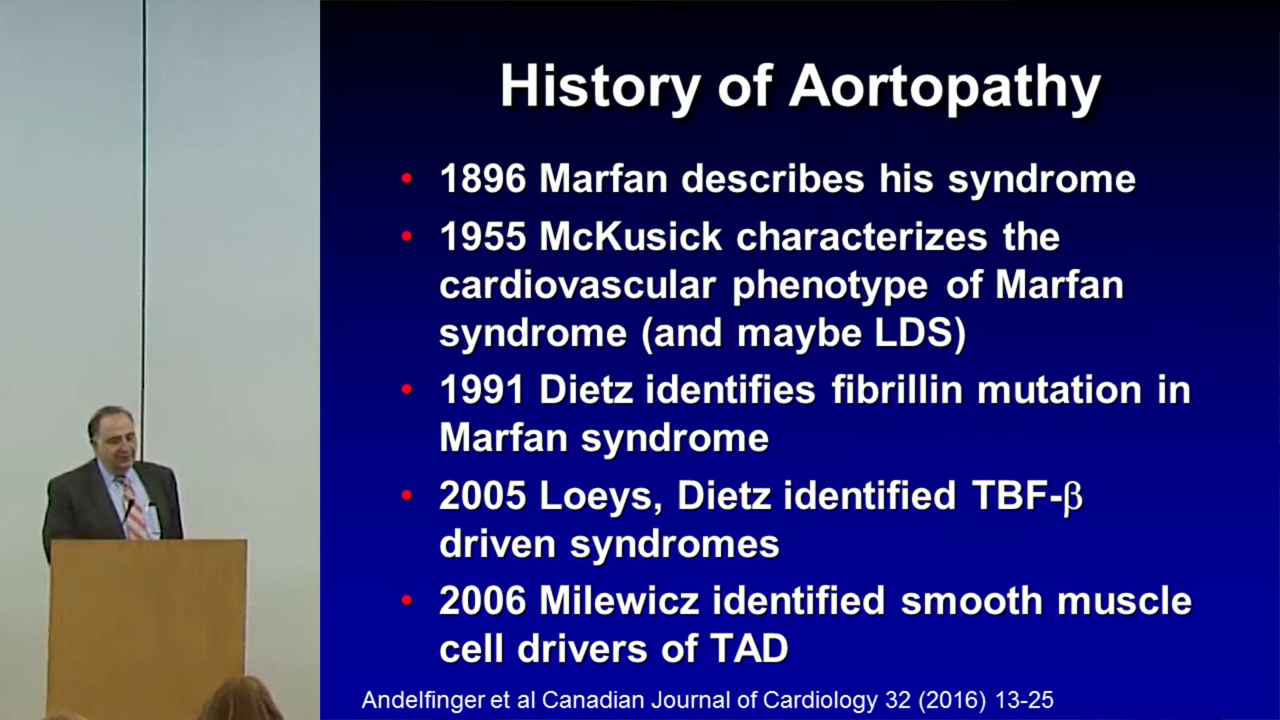 History of Aortopathy
• 1896 Marfan describes his syndrome
• 1955 McKusick characterizes the
cardiovascular phenotype of Marfan
syndrome (and maybe LDS)
• 1991 Dietz identifies fibrillin mutation in
Marfan syndrome
• 2005 Loeys, Dietz identified TBF-β
driven syndromes
• 2006 Milewicz identified smooth muscle
cell drivers of TAD
Andelfinger et al Canadian Journal of Cardiology 32 (2016) 13-25